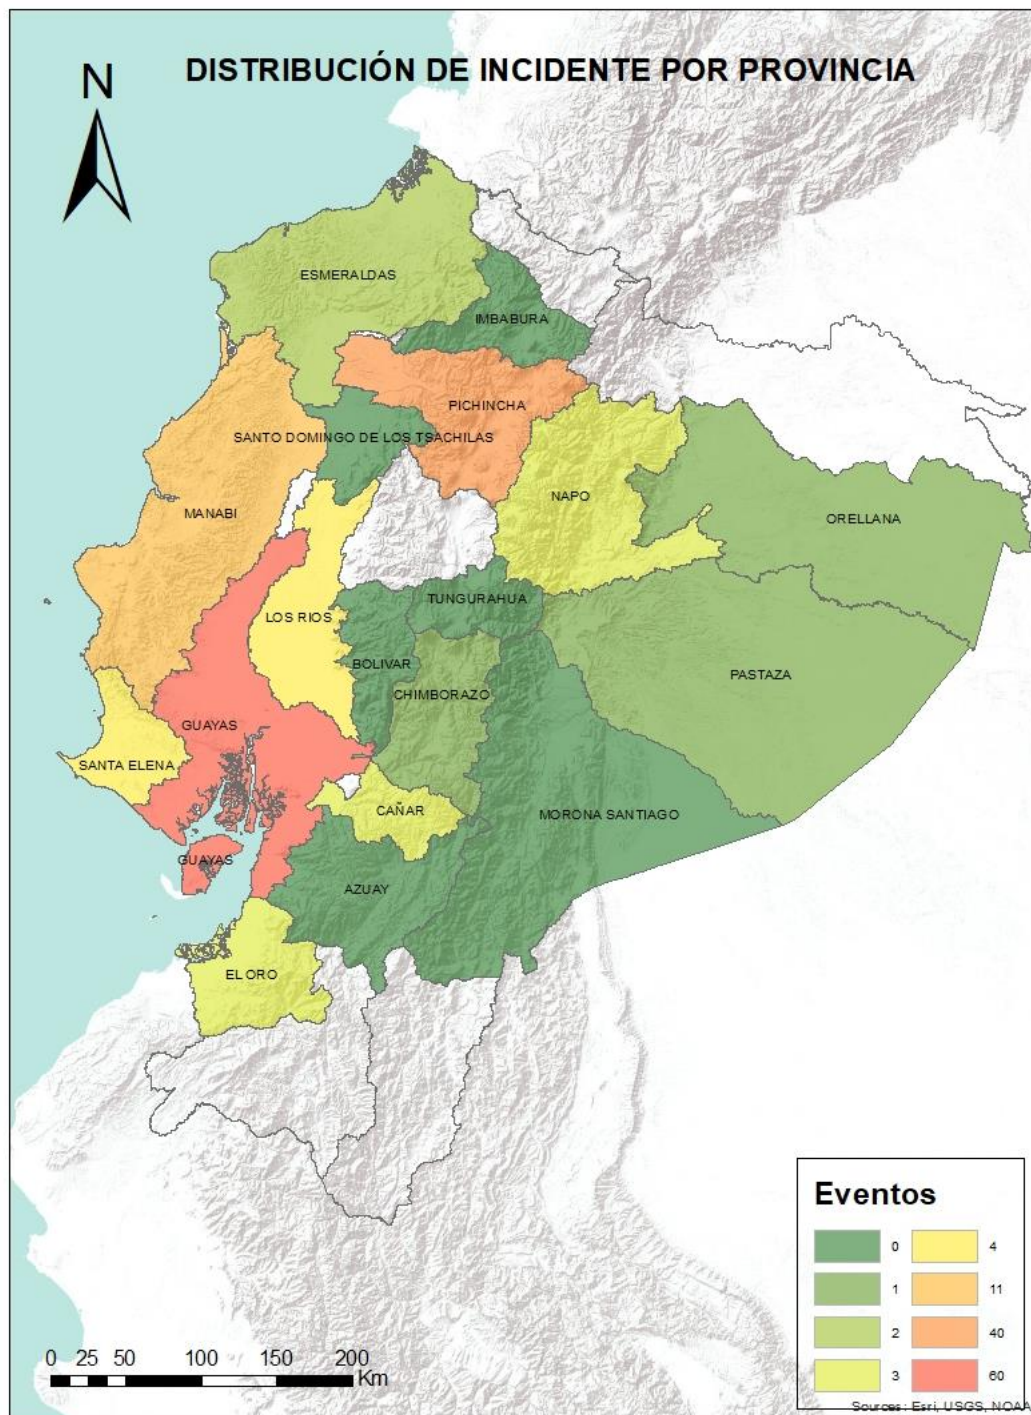 DISTRIBUCIÓN DE INCIDENTE POR PROVINCIA
N
ESMERALDAS
IMBABURA
PICHINCHA
SANTO DOMINGO DE LOS TSACHILAS
NAPO
MANABI
ORELLANA
TUNGURAHUA
LOS RIOS
BOLIVAR
PASTAZA
CHIMBORAZO
GUAYAS
SANTA ELENA
CAÑAR
MORONA SANTIAGO
GUAYAS
AZUAY
EL ORO
Eventos
0 4
1 11
2 40
3 60
0 25 50 100 150 200
Km
Sources: Esri, USGS, NOAA